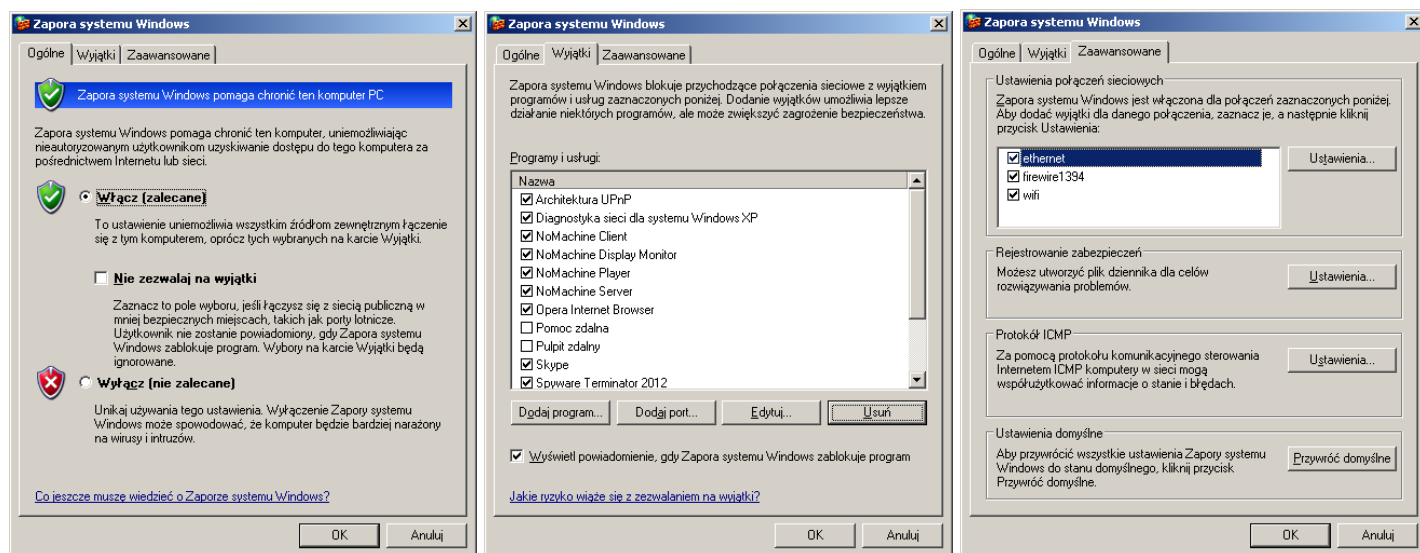 Zapora systemu Windows
Ogólne
Wyjątki
Zaawansowane
Zapora systemu Windows pomaga chronić ten komputer PC
Zapora systemu Windows pomaga chronić ten komputer, uniemożliwiając
nieautoryzowanym użytkownikom uzyskiwanie dostępu do tego komputera za
pośrednictwem Internetu lub sieci.
Włącz (zalecane)
To ustawienie uniemożliwia wszystkim źródłom zewnętrznym łączenie
się z tym komputerem, oprócz tych wybranych na karcie Wyjątki.
Nie zezwalaj na wyjątki
Zaznacz to pole wyboru, jeśli łączysz się z siecią publiczną w
mniej bezpiecznych miejscach, takich jak porty lotnicze.
Użytkownik nie zostanie powiadomiony, gdy Zapora systemu
Windows zablokuje program. Wybory na karcie Wyjątki będą
ignorowane.
Wyłącz (nie zalecane)
Unikaj używania tego ustawienia. Wyłączenie Zapory systemu
Windows może spowodować, że komputer będzie bardziej narażony
na wirusy i intruzów.
Co jeszcze muszę wiedzieć o Zaporze systemu Windows?
OK
Anuluj
Zapora systemu Windows
Ogólne
Wyjątki
Zaawansowane
Zapora systemu Windows blokuje przychodzące połączenia sieciowe z wyjątkiem
programów i usług zaznaczonych poniżej. Dodanie wyjątków umożliwia lepsze
działanie niektórych programów, ale może zwiększyć zagrożenie bezpieczeństwa.
Programy i usługi:
Nazwa
Architektura UPnP
Diagnostyka sieci dla systemu Windows XP
NoMachine Client
NoMachine Display Monitor
NoMachine Player
NoMachine Server
Opera Internet Browser
Pomoc zdalna
Pulpit zdalny
Skype
Spyware Terminator 2012
Dodaj program...
Dodaj port...
Edytuj...
Usuń
Wyświetl powiadomienie, gdy Zapora systemu Windows zablokuje program
Jakie ryzyko wiąże się z zezwalaniem na wyjątki?
OK
Anuluj
Zapora systemu Windows
Ogólne
Wyjątki
Zaawansowane
Ustawienia połączeń sieciowych
Zapora systemu Windows jest włączona dla połączeń zaznaczonych poniżej.
Aby dodać wyjątki dla danego połączenia, zaznacz je, a następnie kliknij
przycisk Ustawienia:
ethernet
firewire1394
wifi
Ustawienia...
Rejestrowanie zabezpieczeń
Możesz utworzyć plik dziennika dla celów
rozwiązywania problemów.
Ustawienia...
Protokół ICMP
Za pomocą protokołu komunikacyjnego sterowania
Internetem ICMP komputery w sieci mogą
współużytkować informacje o stanie i błędach.
Ustawienia...
Ustawienia domyślne
Aby przywrócić wszystkie ustawienia Zapory systemu
Windows do stanu domyślnego, kliknij przycisk
Przywróć domyślne.
Przywróć domyślne
OK
Anuluj